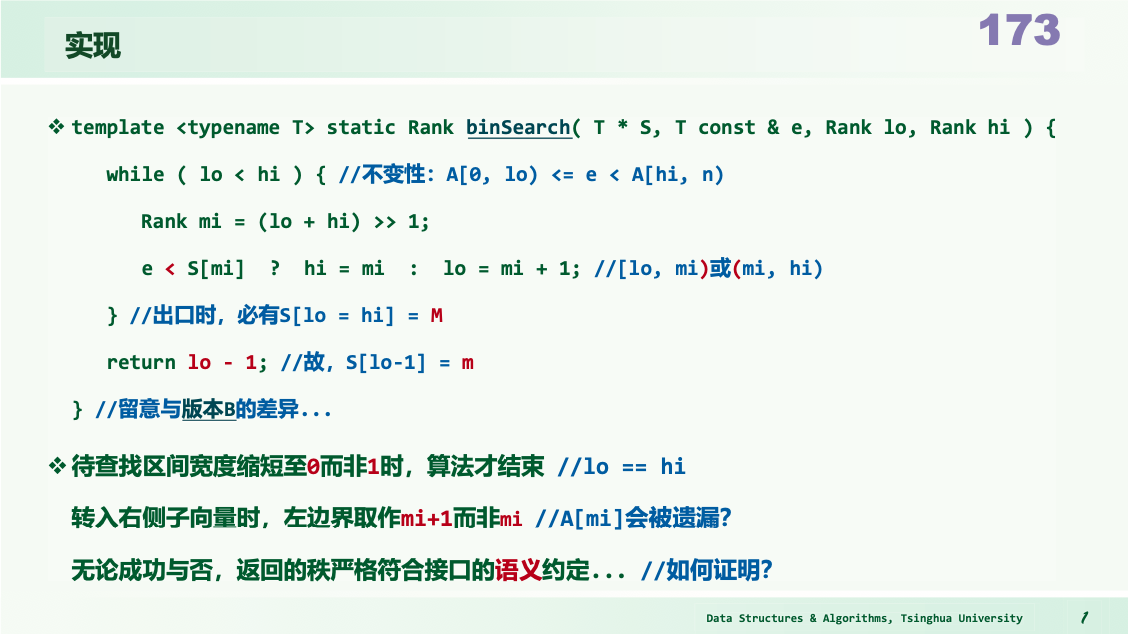 实现
173
❖ template <typename T> static Rank binSearch( T * S, T const & e, Rank lo, Rank hi ) {
while ( lo < hi ) { //不变性：A[0, lo) <= e < A[hi, n)
Rank mi = (lo + hi) >> 1;
e < S[mi] ? hi = mi : lo = mi + 1; //[lo, mi)或(mi, hi)
} //出口时，必有S[lo = hi] = M
return lo - 1; //故，S[lo-1] = m
} //留意与版本B的差异...
❖ 待查找区间宽度缩短至0而非1时，算法才结束 //lo == hi
转入右侧子向量时，左边界取作mi+1而非mi //A[mi]会被遗漏？
无论成功与否，返回的秩严格符合接口的语义约定... //如何证明？
Data Structures & Algorithms, Tsinghua University
1